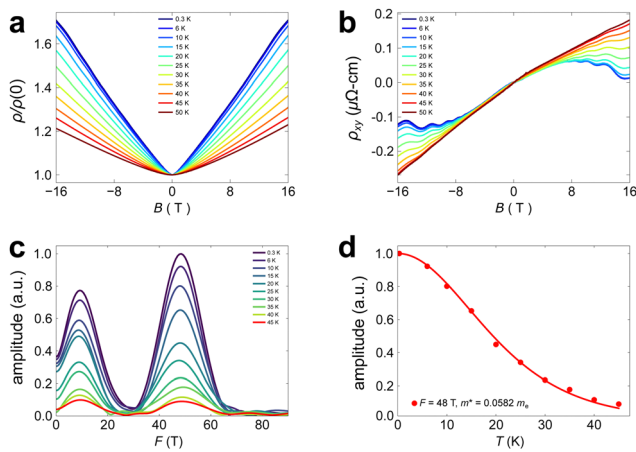 a
ρ/ρ(0)
1.6
1.4
1.2
1.0
−16
−8
0
8
16
B ( T )
0.3 K
6 K
10 K
15 K
20 K
25 K
30 K
35 K
40 K
45 K
50 K
b
ρxy (μΩ-cm)
0.2
0.1
0.0
-0.1
-0.2
−16
−8
0
8
16
B ( T )
0.3 K
6 K
10 K
15 K
20 K
25 K
30 K
35 K
40 K
45 K
50 K
c
amplitude (a.u.)
1.0
0.8
0.6
0.4
0.2
0.0
0
20
40
60
80
F (T)
0.3 K
6 K
10 K
15 K
20 K
25 K
30 K
35 K
40 K
45 K
d
amplitude (a.u.)
1.0
0.8
0.6
0.4
0.2
0.0
0
10
20
30
40
T (K)
F = 48 T, m* = 0.0582 me